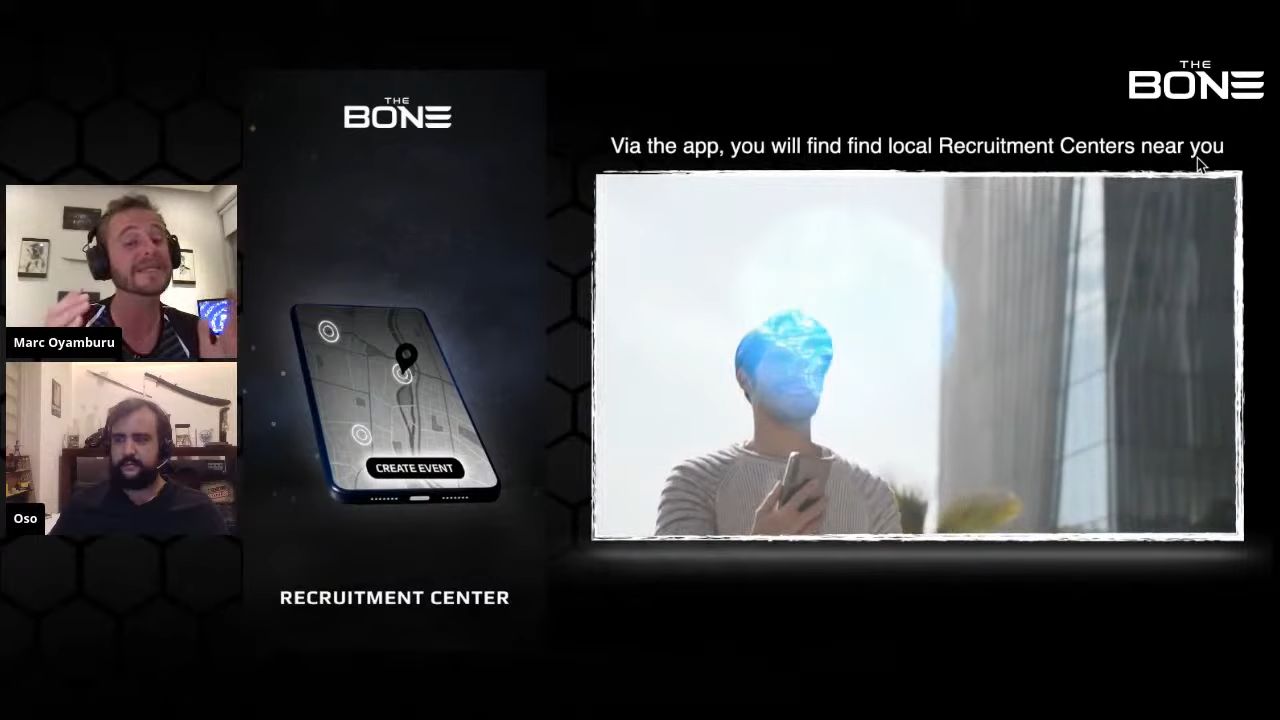 THE
BONE
THE
BONE
Via the app, you will find find local Recruitment Centers near you
Marc Oyamburu
CREATE EVENT
Oso
RECRUITMENT CENTER